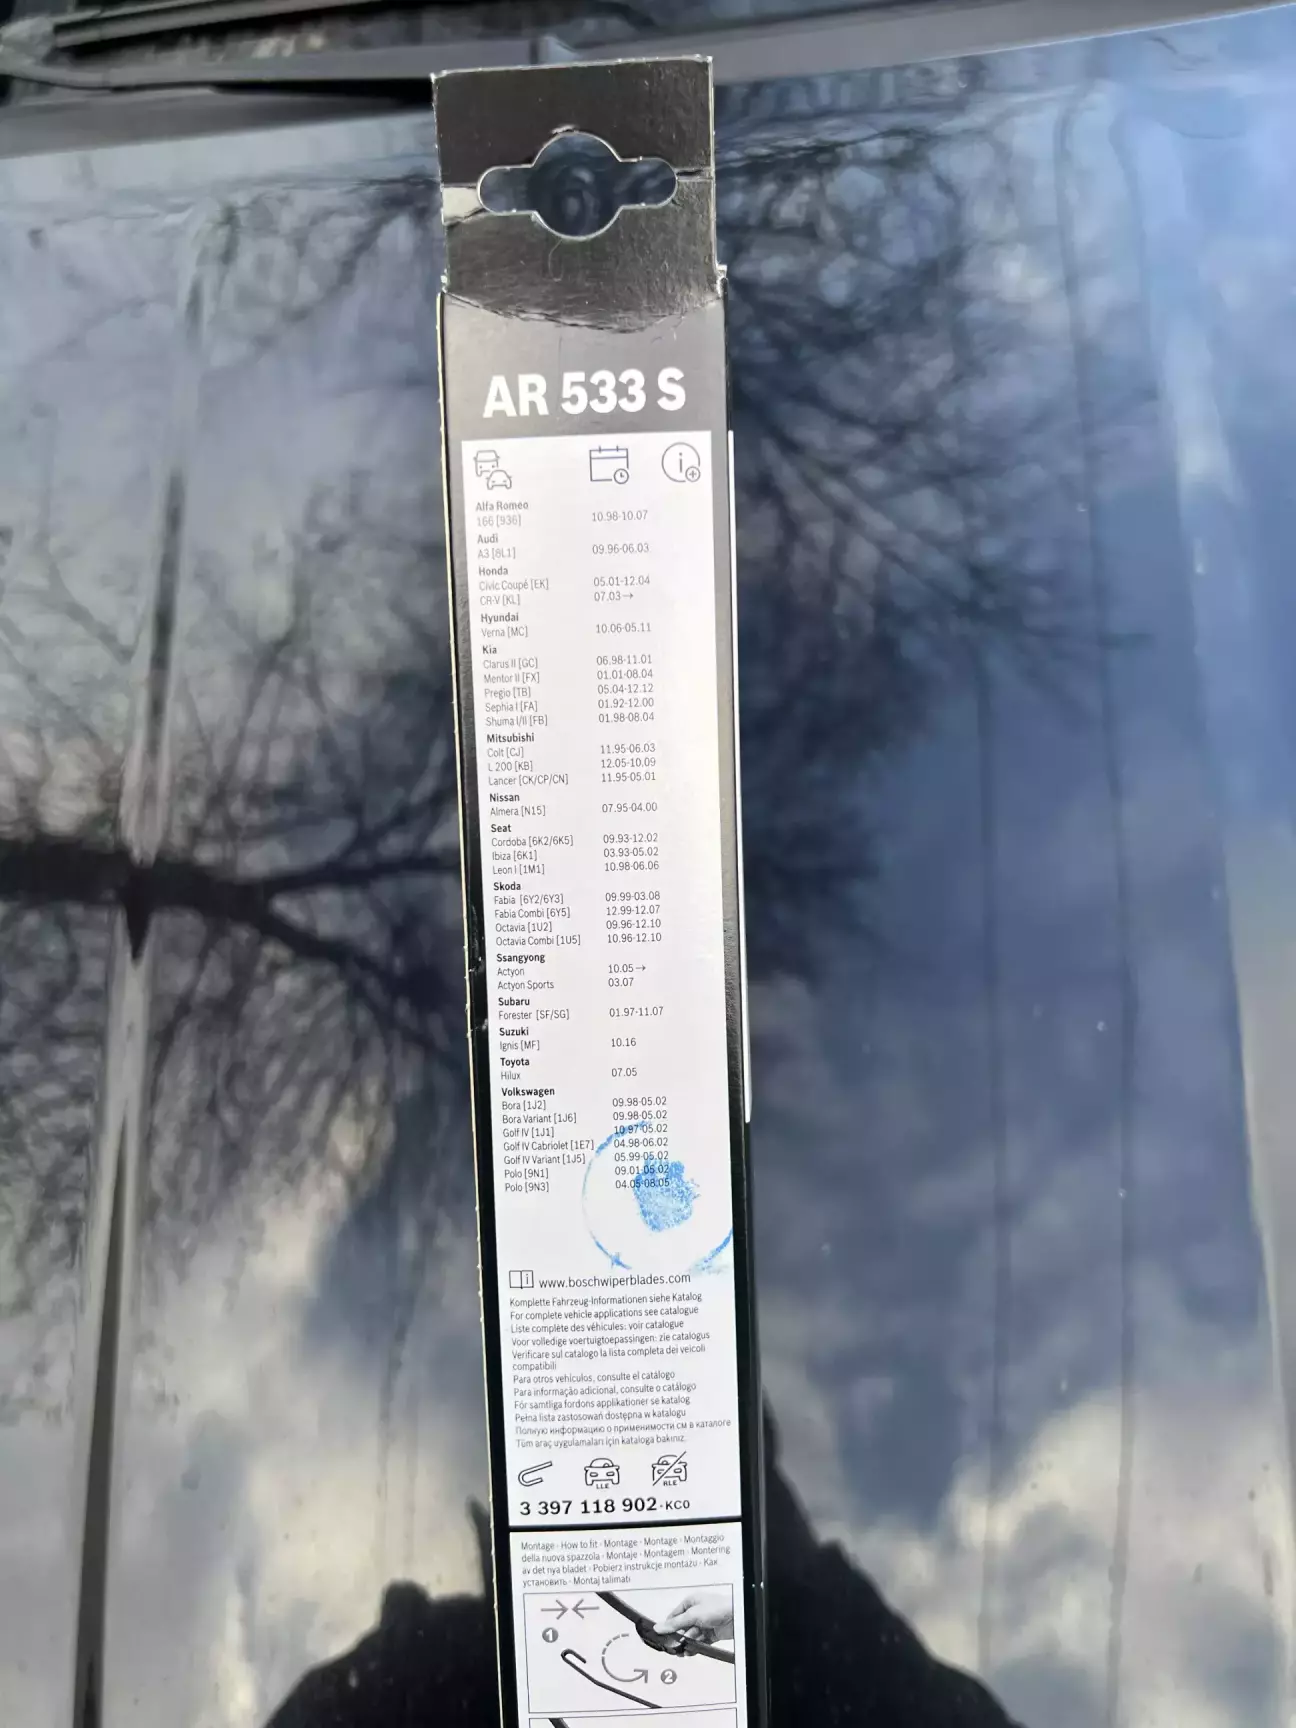 AR 533 S
Alfa Romeo
166 [936] 10.98-10.07
Audi
A3 [8L1] 09.96-06.03
Honda
Civic Coupé [EK] 05.01-12.04
CR-V [KL] 07.03→
Hyundai
Verna [MC] 10.06-05.11
Kia
Clarus II [GC] 06.98-11.01
Mentor II [FX] 01.01-08.04
Pregio [TB] 05.04-12.12
Sephia I [FA] 01.92-12.00
Shuma I/II [FB] 01.98-08.04
Mitsubishi
Colt [CJ] 11.95-06.03
L 200 [KB] 12.05-10.09
Lancer [CK/CP/CN] 11.95-05.01
Nissan
Almera [N15] 07.95-04.00
Seat
Cordoba [6K2/6K5] 09.93-12.02
Ibiza [6K1] 03.93-05.02
Leon I [1M1] 10.98-06.06
Skoda
Fabia [6Y2/6Y3] 09.99-03.08
Fabia Combi [6Y5] 12.99-12.07
Octavia [1U2] 09.96-12.10
Octavia Combi [1U5] 10.96-12.10
Ssangyong
Actyon 10.05→
Actyon Sports 03.07
Subaru
Forester [SF/SG] 01.97-11.07
Suzuki
Ignis [MF] 10.16
Toyota
Hilux 07.05
Volkswagen
Bora [1J2] 09.98-05.02
Bora Variant [1J6] 09.98-05.02
Golf IV [1J1] 10.97-05.02
Golf IV Cabriolet [1E7] 04.98-06.02
Golf IV Variant [1J5] 05.99-05.02
Polo [9N1] 09.01-05.02
Polo [9N3] 04.05-08.05
www.boschwiperblades.com
Komplette Fahrzeug-Informationen siehe Katalog
For complete vehicle applications see catalogue
Liste complète des véhicules: voir catalogue
Voor volledige voertuigtoepassingen: zie catalogus
Verificare sul catalogo la lista completa dei veicoli
compatibili
Para otros vehículos, consulte el catálogo
Para informação adicional, consulte o catálogo
För samtliga fordons applikationer se katalog
Pełna lista zastosowań dostępna w katalogu
Полную информацию о применимости см в каталоге
Tüm araç uygulamaları için kataloga bakınız.
LLE RLE
3 397 118 902-KC0
Montage · How to fit · Montage · Montage · Montaggio
della nuova spazzola · Montaje · Montagem · Montering
av det nya bladet · Pobierz instrukcje montażu · Как
установить · Montaj talimatı
1
2